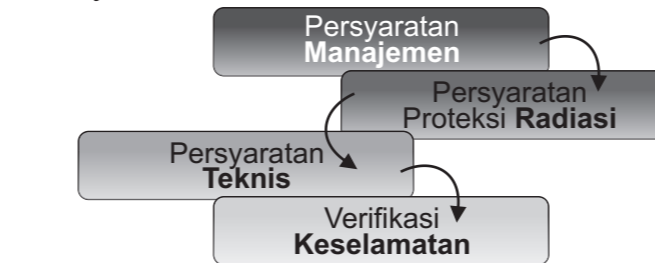 Persyaratan
Manajemen
Persyaratan
Proteksi Radiasi
Persyaratan
Teknis
Verifikasi
Keselamatan